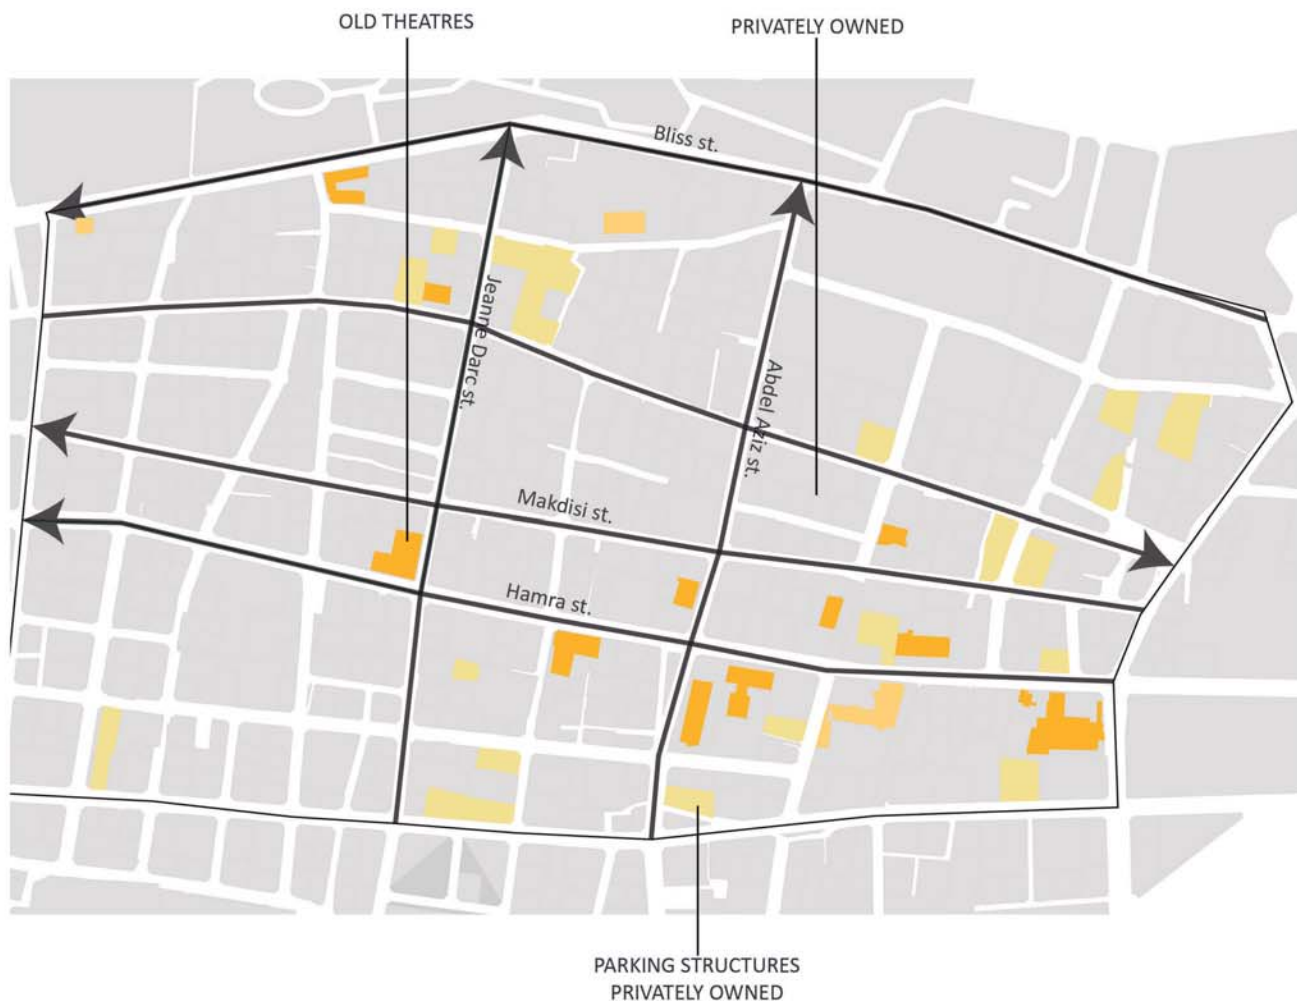 OLD THEATRES
PRIVATELY OWNED
Bliss st.
Jeanne Darc st.
Abdel Aziz st.
Makdisi st.
Hamra st.
PARKING STRUCTURES
PRIVATELY OWNED